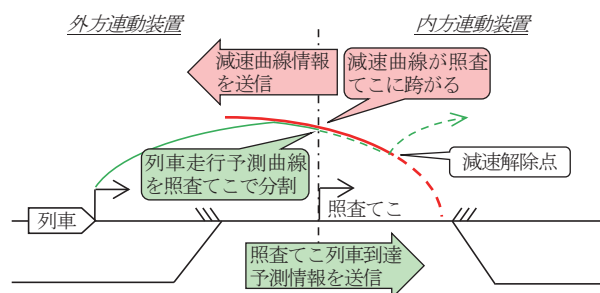 外方連動装置
内方連動装置
減速曲線情報
を送信
減速曲線が照査
てこに跨がる
列車走行予測曲線
を照査てこで分割
減速解除点
照査てこ
列車
照査てこ列車到達
予測情報を送信